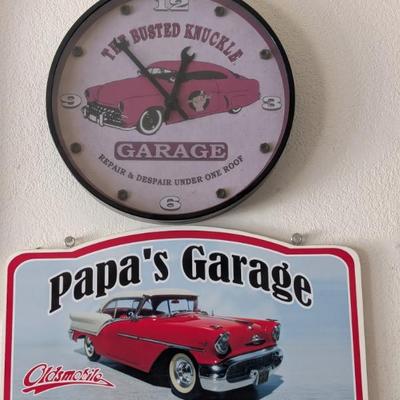 12
THE BUSTED KNUCKLE
9
3
GARAGE
REPAIR & DESPAIR UNDER ONE ROOF
6
Papa's Garage
Oldsmobile